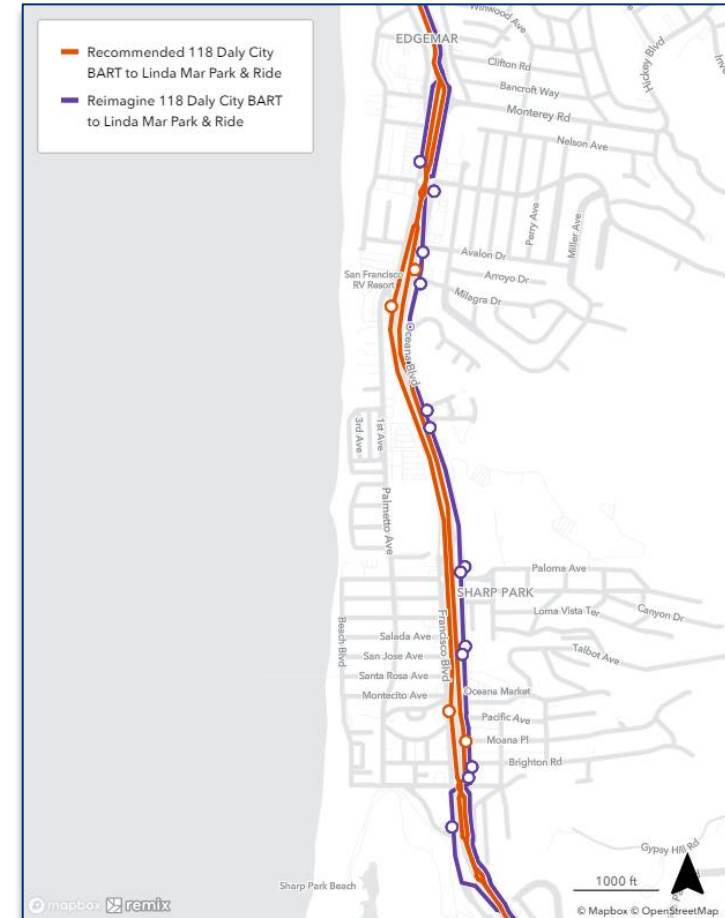 Recommended 118 Daly City
BART to Linda Mar Park & Ride
Reimagine 118 Daly City BART
to Linda Mar Park & Ride
Winwood Ave
EDGEMAR
Hickey Blvd
Clifton Rd
Bancroft Way
Monterey Rd
Nelson Ave
Perry Ave
Miller Ave
Avalon Dr
San Francisco
RV Resort
Arroyo Dr
Milagra Dr
Oceana Blvd
3rd Ave
1st Ave
Palmetto Ave
Paloma Ave
SHARP PARK
Loma Vista Ter
Canyon Dr
Beach Blvd
Francisco Blvd
Salada Ave
Talbot Ave
San Jose Ave
Santa Rosa Ave
Montecito Ave
Oceana Market
Pacific Ave
Moana Pl
Brighton Rd
Gypsy Hill Rd
Sharp Park Beach
1000 ft
mapbox remix
© Mapbox © OpenStreetMap